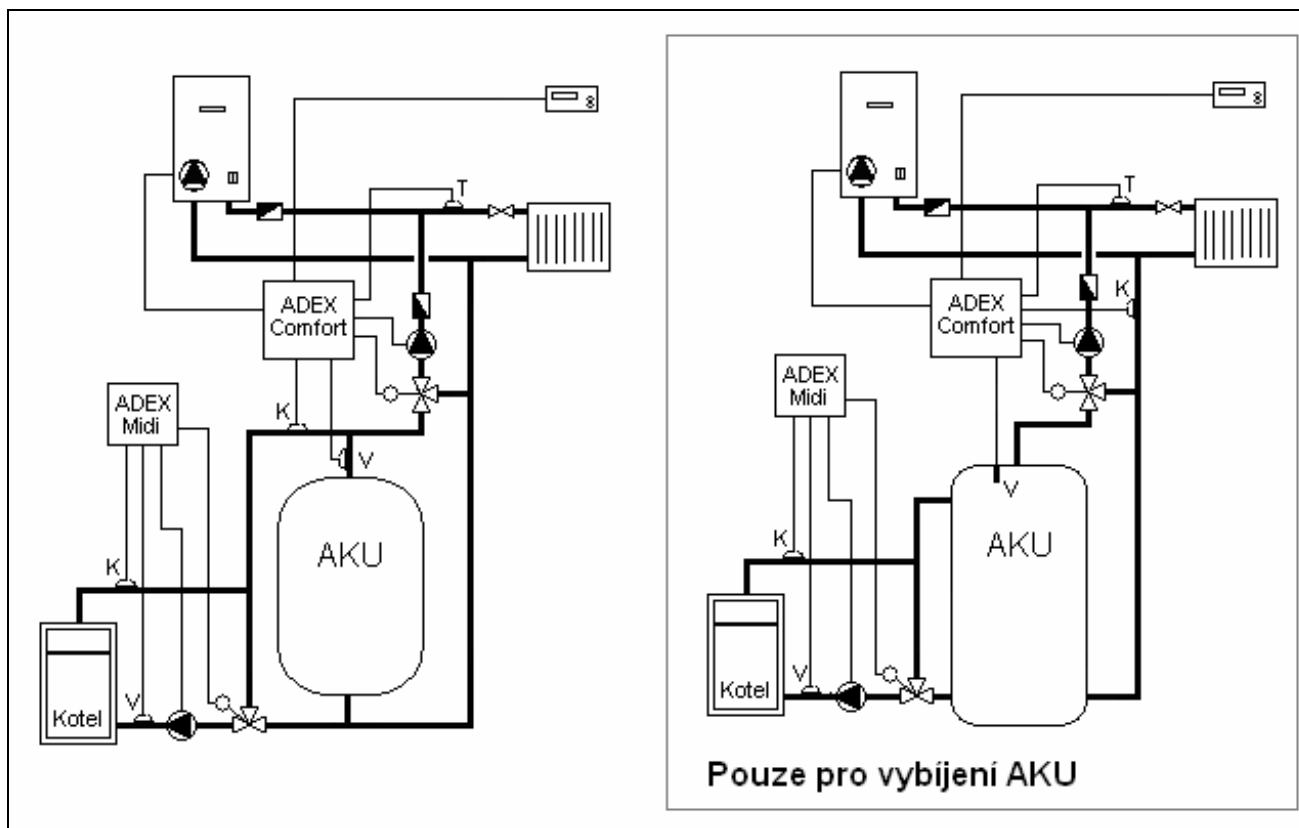 T
ADEX
Comfort
ADEX
Midi
K
V
AKU
K
V
Kotel
T
K
ADEX
Comfort
ADEX
Midi
V
AKU
K
V
Kotel
Pouze pro vybíjení AKU